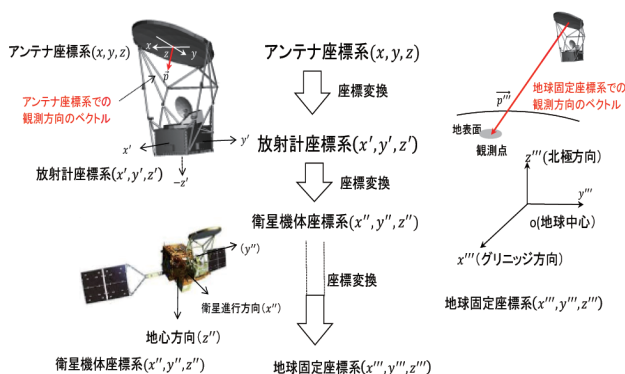 アンテナ座標系(x,y,z)
x
z
y
p⃗
アンテナ座標系での
観測方向のベクトル
x′
y′
−z′
放射計座標系(x′,y′,z′)
(y″)
衛星進行方向(x″)
地心方向(z″)
衛星機体座標系(x″,y″,z″)
アンテナ座標系(x,y,z)
座標変換
放射計座標系(x′,y′,z′)
座標変換
衛星機体座標系(x″,y″,z″)
座標変換
地球固定座標系(x‴,y‴,z‴)
p‴
地球固定座標系での
観測方向のベクトル
地表面
観測点
z‴(北極方向)
y‴
o(地球中心)
x‴(グリニッジ方向)
地球固定座標系(x‴,y‴,z‴)